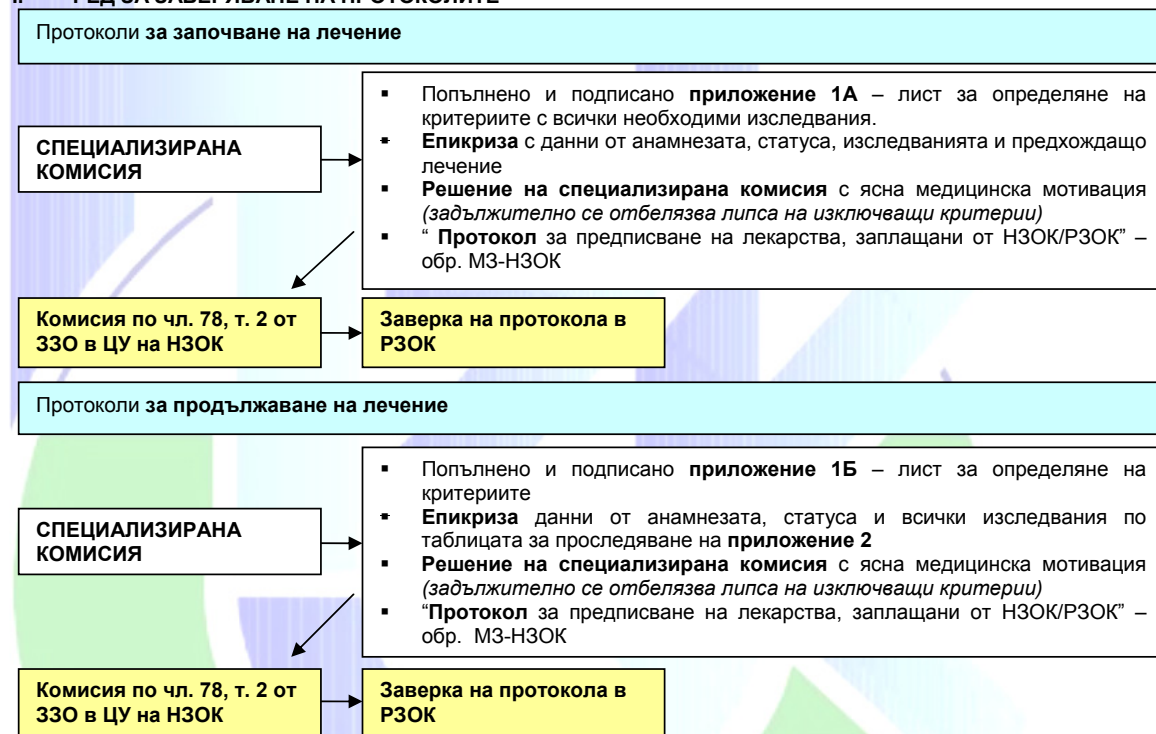 II. РЕД ЗА ЗАВЕРЯВАНЕ НА ПРОТОКОЛИТЕ
Протоколи за започване на лечение
СПЕЦИАЛИЗИРАНА
КОМИСИЯ
▪ Попълнено и подписано приложение 1А – лист за определяне на
критериите с всички необходими изследвания.
▪ Епикриза с данни от анамнезата, статуса, изследванията и предхождащо
лечение
▪ Решение на специализирана комисия с ясна медицинска мотивация
(задължително се отбелязва липса на изключващи критерии)
▪ “ Протокол за предписване на лекарства, заплащани от НЗОК/РЗОК” –
обр. МЗ-НЗОК
Комисия по чл. 78, т. 2 от
ЗЗО в ЦУ на НЗОК
Заверка на протокола в
РЗОК
Протоколи за продължаване на лечение
СПЕЦИАЛИЗИРАНА
КОМИСИЯ
▪ Попълнено и подписано приложение 1Б – лист за определяне на
критериите
▪ Епикриза данни от анамнезата, статуса и всички изследвания по
таблицата за проследяване на приложение 2
▪ Решение на специализирана комисия с ясна медицинска мотивация
(задължително се отбелязва липса на изключващи критерии)
▪ “Протокол за предписване на лекарства, заплащани от НЗОК/РЗОК” –
обр. МЗ-НЗОК
Комисия по чл. 78, т. 2 от
ЗЗО в ЦУ на НЗОК
Заверка на протокола в
РЗОК